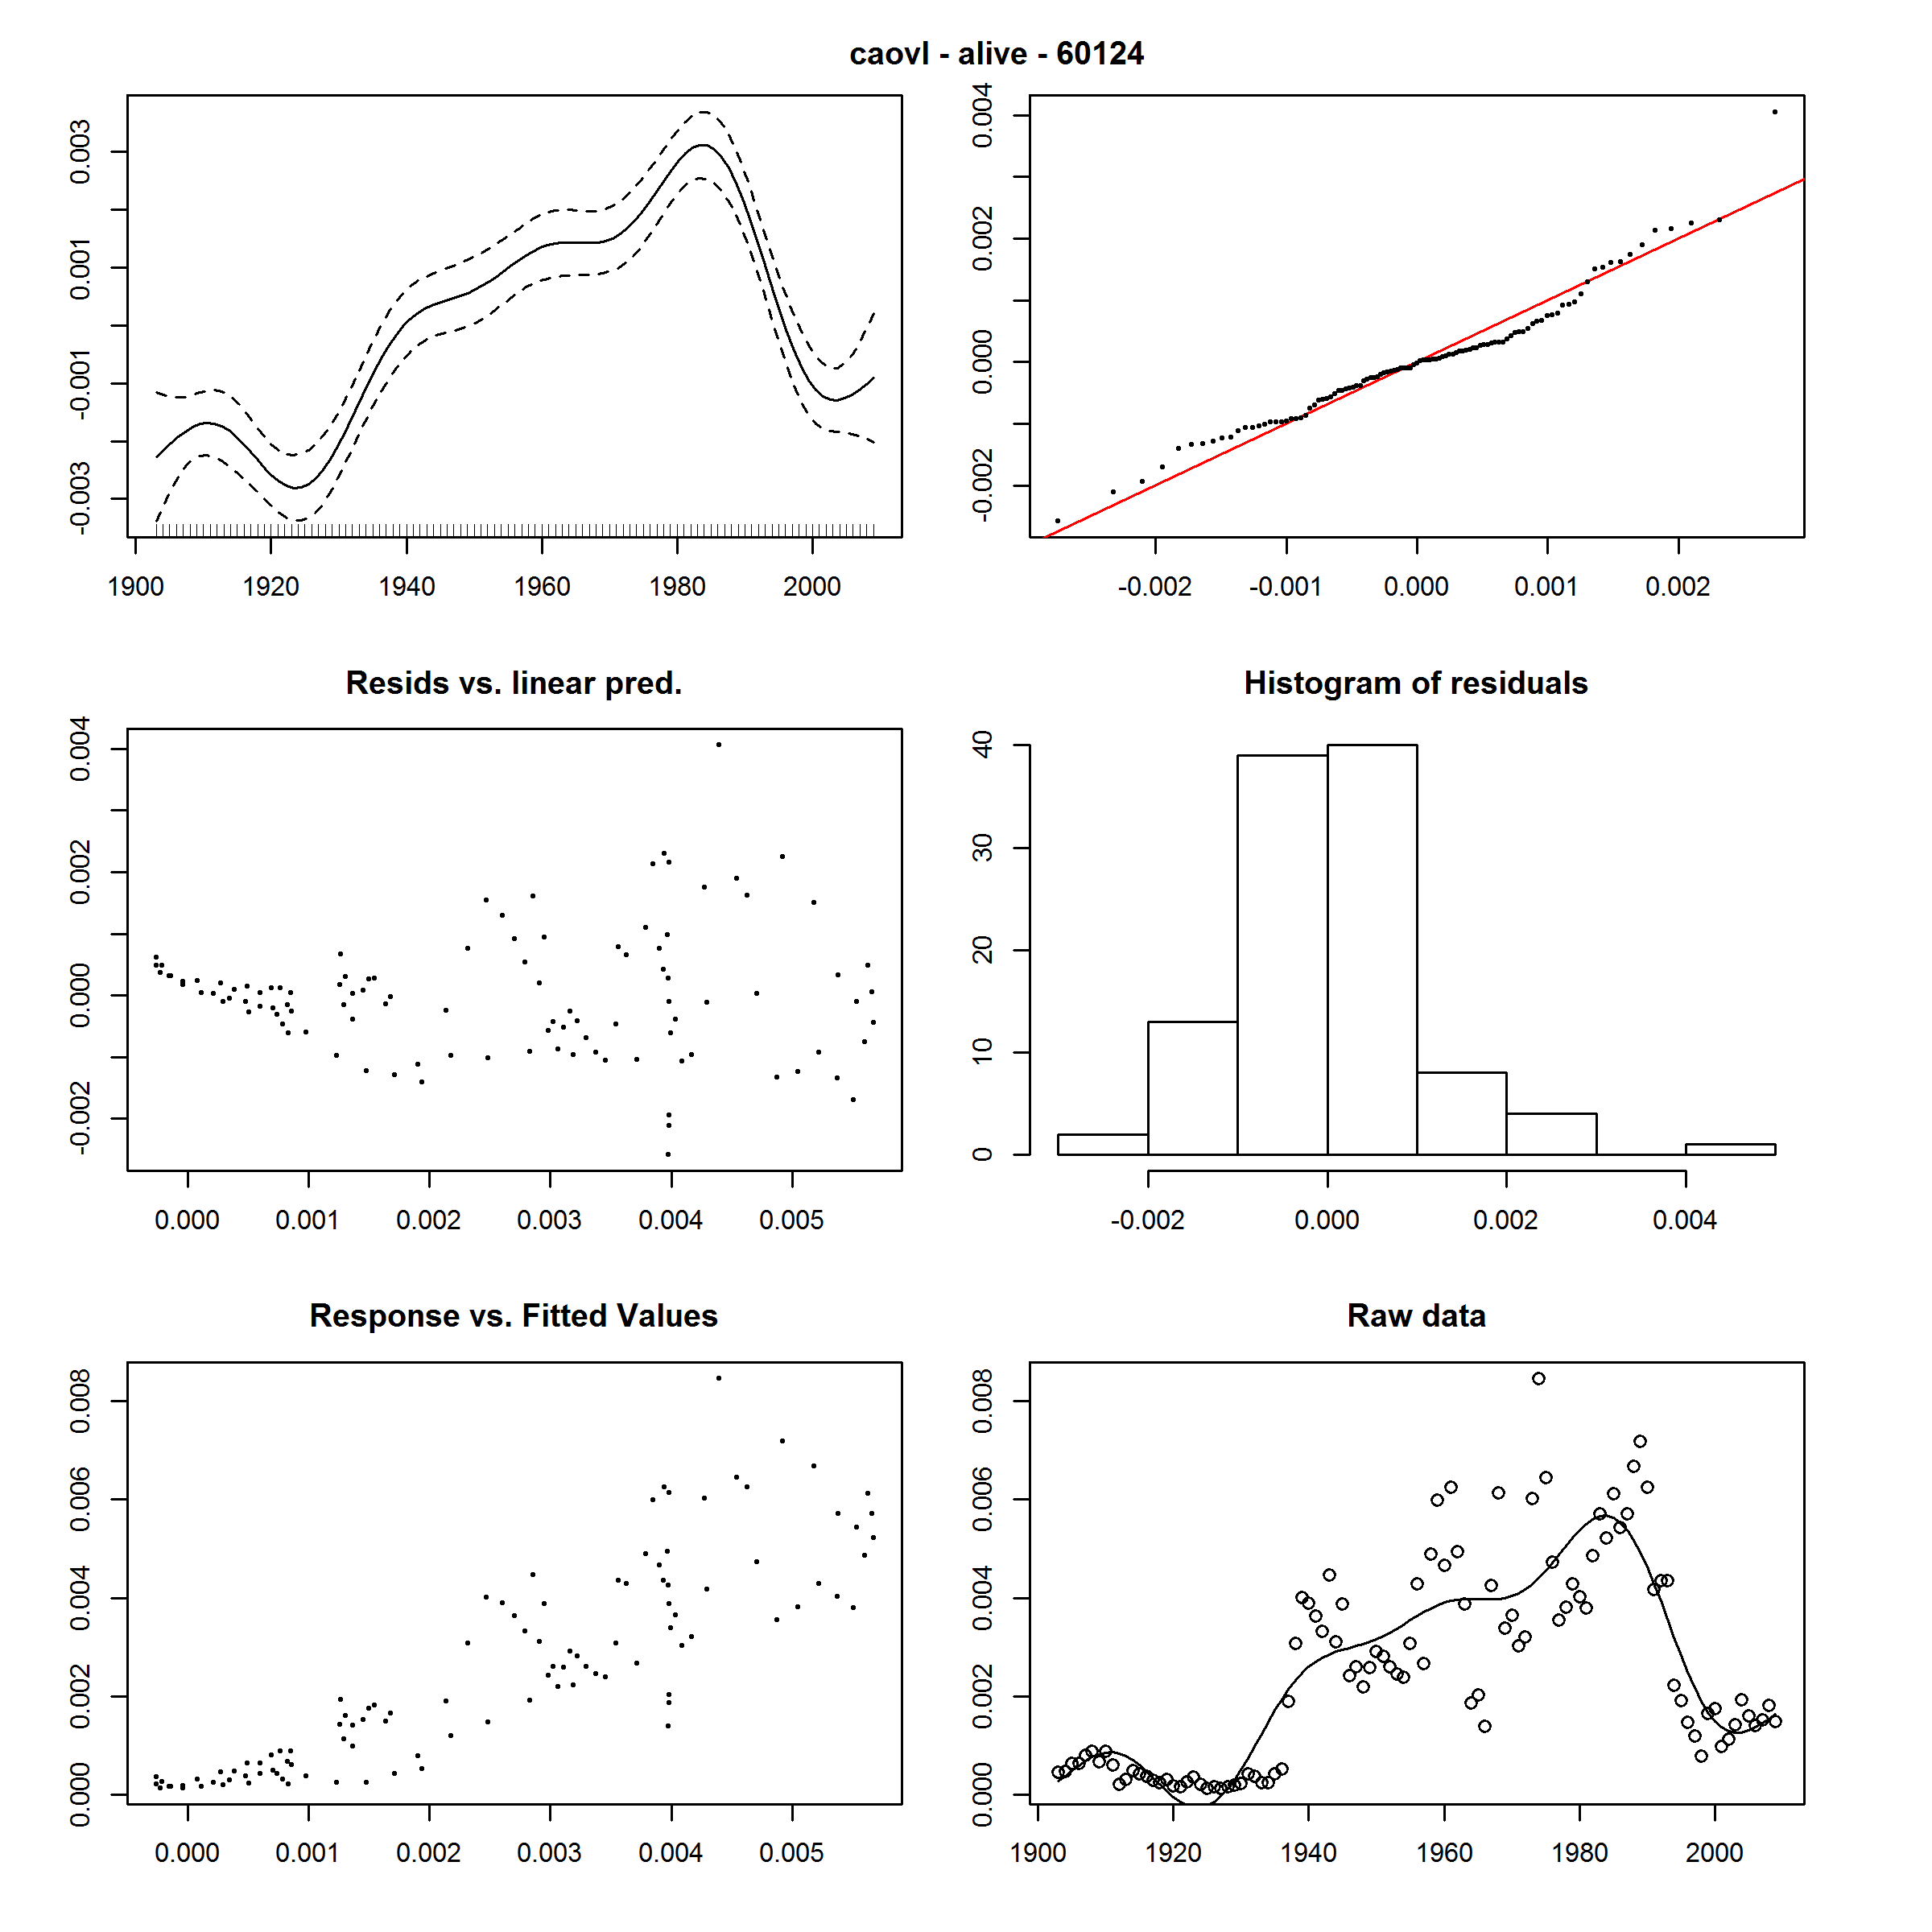 caovl - alive - 60124
0.003
0.001
-0.001
-0.003
1900 1920 1940 1960 1980 2000
0.004
0.002
0.000
-0.002
-0.002 -0.001 0.000 0.001 0.002
Resids vs. linear pred.
0.004
0.002
0.000
-0.002
0.000 0.001 0.002 0.003 0.004 0.005
Histogram of residuals
40
30
20
10
0
-0.002 0.000 0.002 0.004
Response vs. Fitted Values
0.008
0.006
0.004
0.002
0.000
0.000 0.001 0.002 0.003 0.004 0.005
Raw data
0.008
0.006
0.004
0.002
0.000
1900 1920 1940 1960 1980 2000